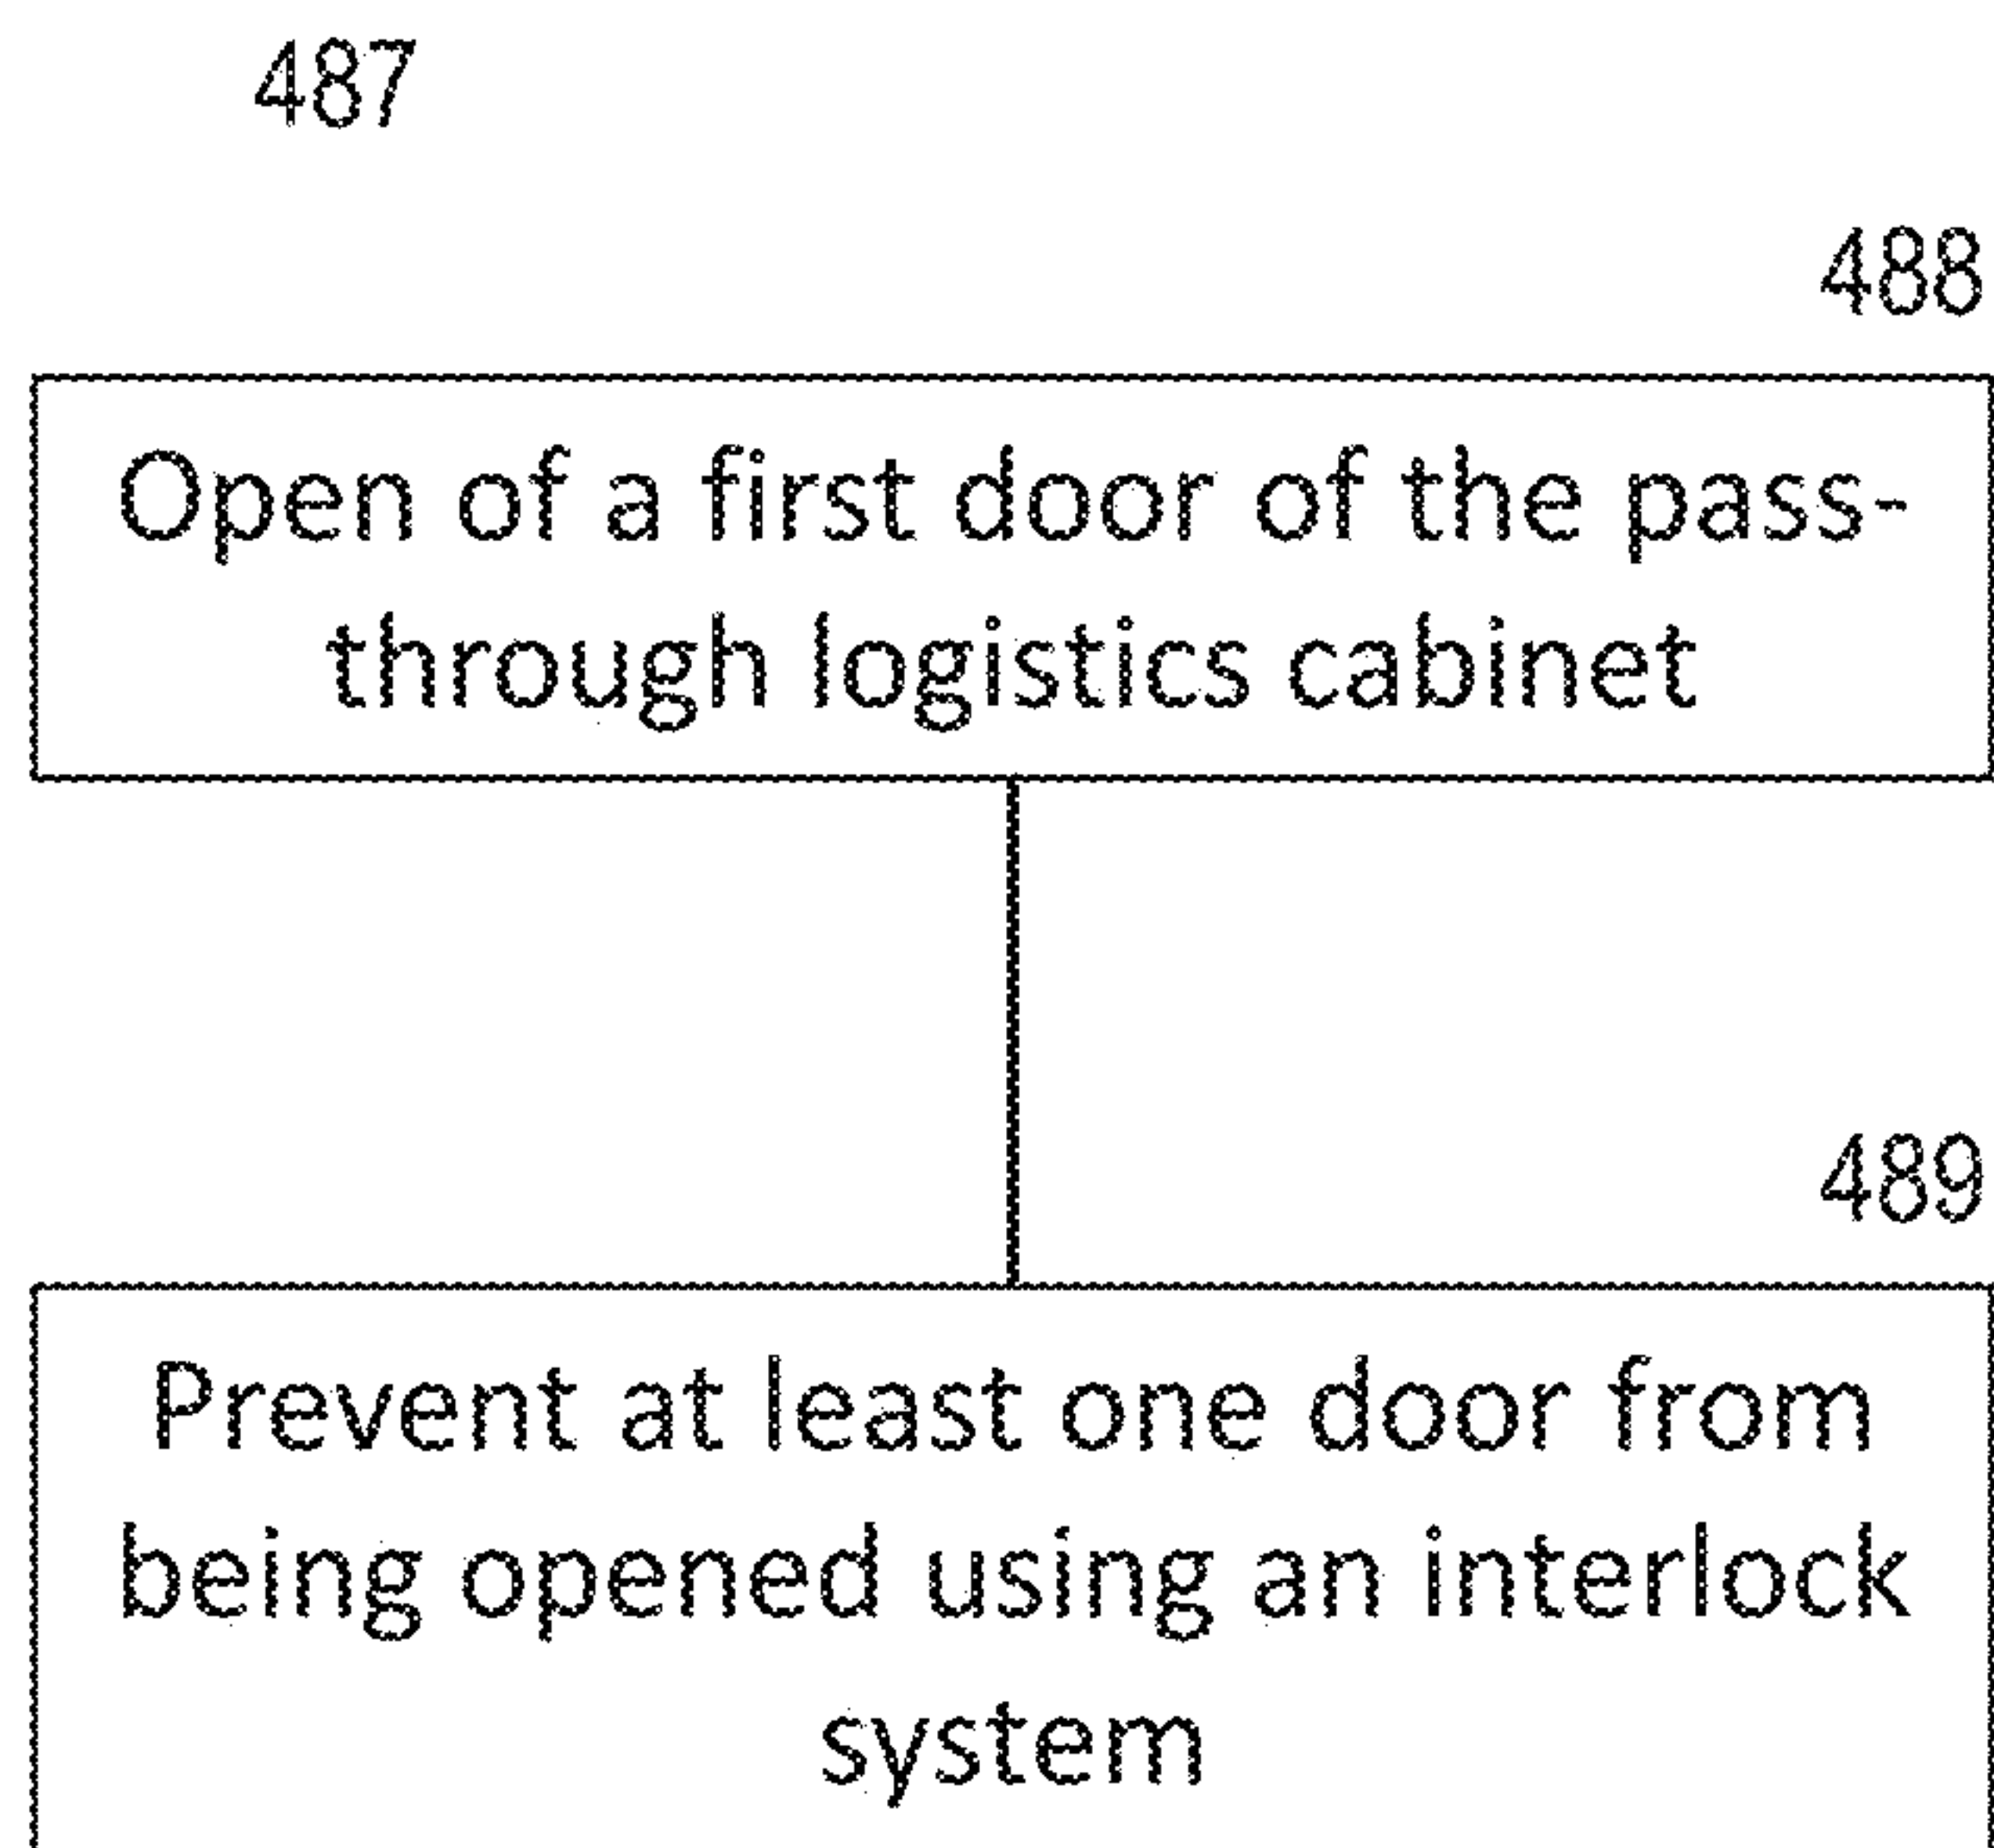 487
488
Open of a first door of the pass-
through logistics cabinet
489
Prevent at least one door from
being opened using an interlock
system